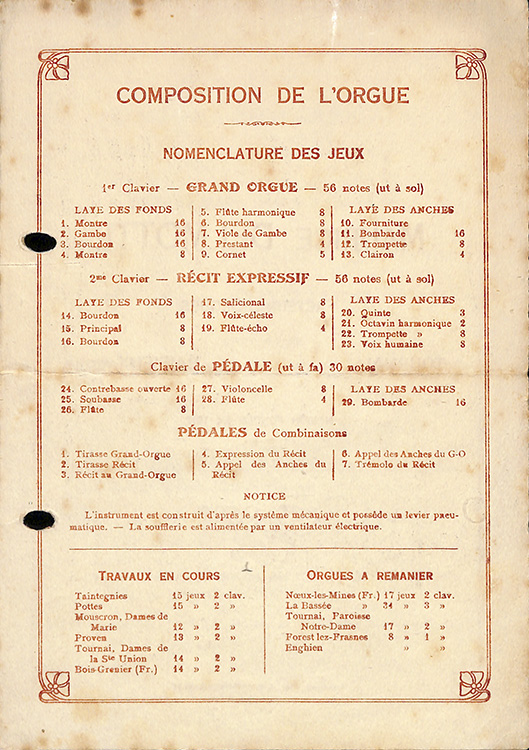 COMPOSITION DE L'ORGUE
NOMENCLATURE DES JEUX
1er Clavier — GRAND ORGUE — 56 notes (ut à sol)
LAYE DES FONDS
1. Montre 16
2. Gambe 16
3. Bourdon 16
4. Montre 8
5. Flûte harmonique 8
6. Bourdon 8
7. Viole de Gambe 8
8. Prestant 4
9. Cornet 5
LAYE DES ANCHES
10. Fourniture
11. Bombarde 16
12. Trompette 8
13. Clairon 4
2me Clavier — RÉCIT EXPRESSIF — 56 notes (ut à sol)
LAYE DES FONDS
14. Bourdon 16
15. Principal 8
16. Bourdon 8
17. Salicional 8
18. Voix-céleste 8
19. Flûte-écho 4
LAYE DES ANCHES
20. Quinte 3
21. Octavin harmonique 2
22. Trompette » 8
23. Voix humaine 8
Clavier de PÉDALE (ut à fa) 30 notes
24. Contrebasse ouverte 16
25. Soubasse 16
26. Flûte 8
27. Violoncelle 8
28. Flûte 4
LAYE DES ANCHES
29. Bombarde 16
PÉDALES de Combinaisons
1. Tirasse Grand-Orgue
2. Tirasse Récit
3. Récit au Grand-Orgue
4. Expression du Récit
5. Appel des Anches du
Récit
6. Appel des Anches du G-O
7. Trémolo du Récit
NOTICE
L'instrument est construit d'après le système mécanique et possède un levier pneu-
matique. — La soufflerie est alimentée par un ventilateur électrique.
TRAVAUX EN COURS
Taintegnies 15 jeux 2 clav.
Pottes 15 » 2 »
Mouscron, Dames de
Marie 12 » 2 »
Proven 13 » 2 »
Tournai, Dames de
la Ste Union 14 » 2 »
Bois-Grenier (Fr.) 14 » 2 »
ORGUES A REMANIER
Nœux-les-Mines (Fr.) 17 jeux 2 clav.
La Bassée » 34 » 3 »
Tournai, Paroisse
Notre-Dame 17 » 2 »
Forest lez-Frasnes 8 » 1 »
Enghien » »